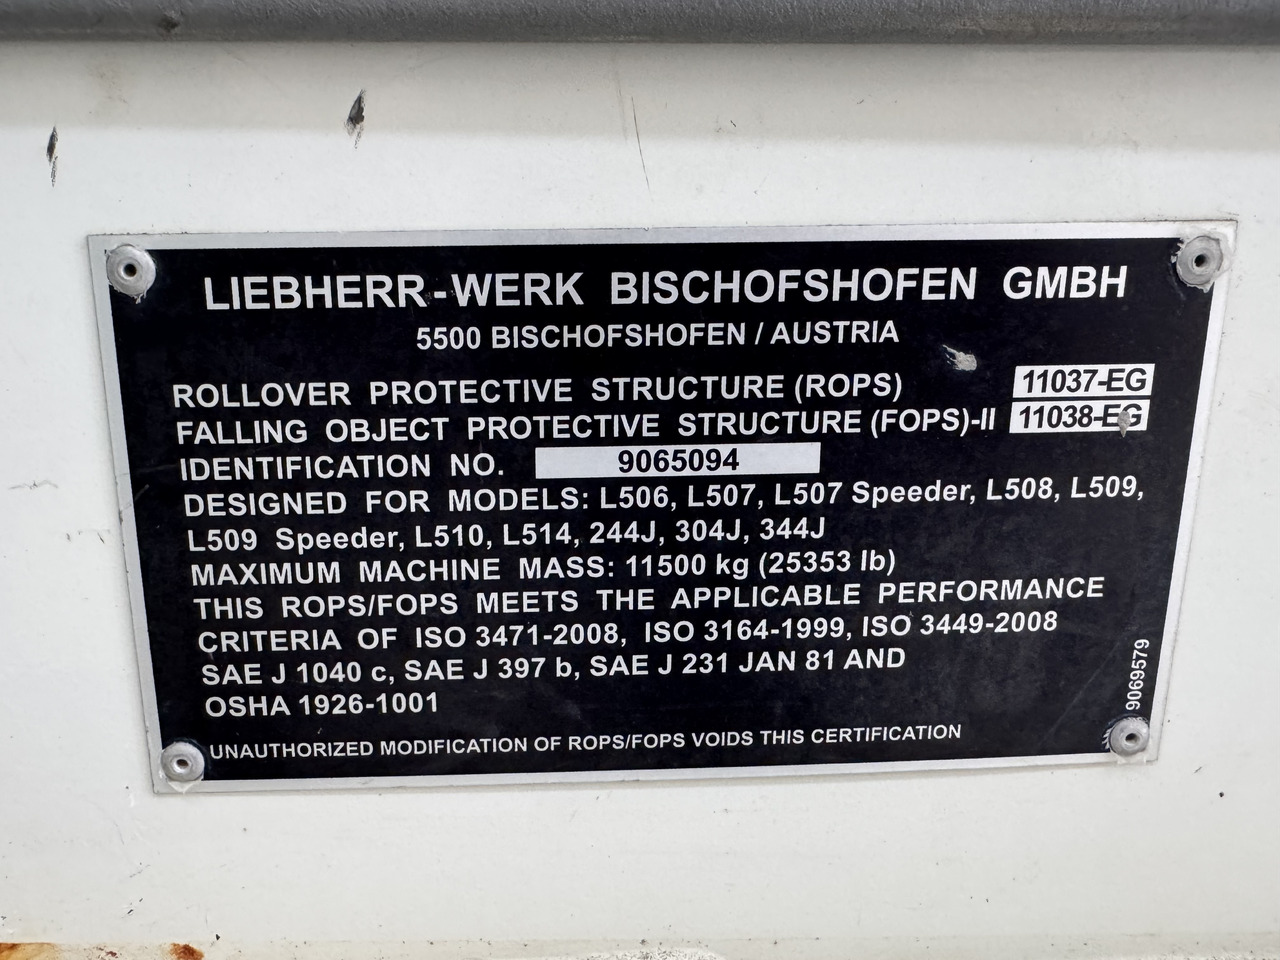 LIEBHERR-WERK BISCHOFSHOFEN GMBH
5500 BISCHOFSHOFEN / AUSTRIA
ROLLOVER PROTECTIVE STRUCTURE (ROPS) 11037-EG
FALLING OBJECT PROTECTIVE STRUCTURE (FOPS)-II 11038-EG
IDENTIFICATION NO. 9065094
DESIGNED FOR MODELS: L506, L507, L507 Speeder, L508, L509,
L509 Speeder, L510, L514, 244J, 304J, 344J
MAXIMUM MACHINE MASS: 11500 kg (25353 lb)
THIS ROPS/FOPS MEETS THE APPLICABLE PERFORMANCE
CRITERIA OF ISO 3471-2008, ISO 3164-1999, ISO 3449-2008
SAE J 1040 c, SAE J 397 b, SAE J 231 JAN 81 AND
OSHA 1926-1001
UNAUTHORIZED MODIFICATION OF ROPS/FOPS VOIDS THIS CERTIFICATION
9069579